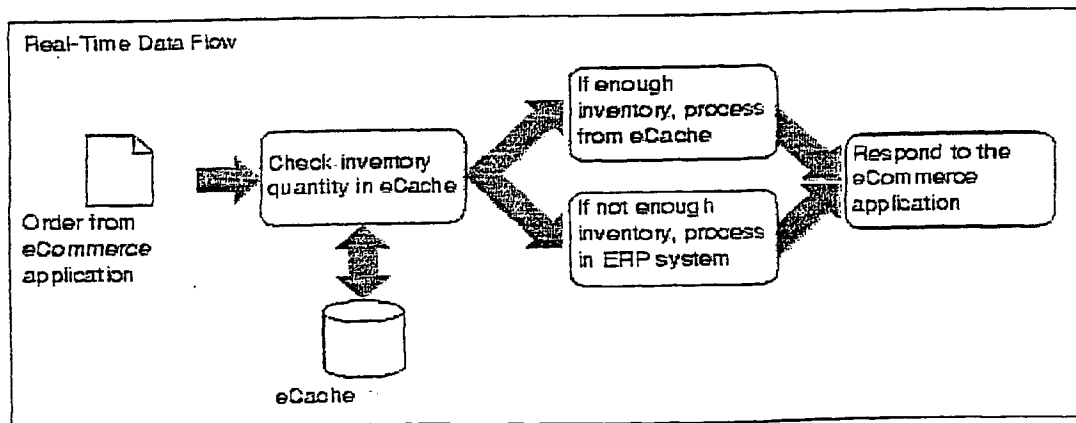 Real-Time Data Flow
Order from
eCommerce
application
Check inventory
quantity in eCache
eCache
If enough
inventory, process
from eCache
If not enough
inventory, process
in ERP system
Respond to the
eCommerce
application